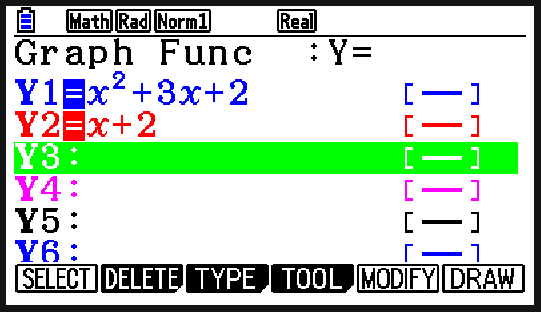 Math Rad Norm1 Real
Graph Func :Y=
Y1=x²+3x+2 [—]
Y2=x+2 [—]
Y3: [—]
Y4: [—]
Y5: [—]
Y6: [—]
SELECT DELETE TYPE TOOL MODIFY DRAW